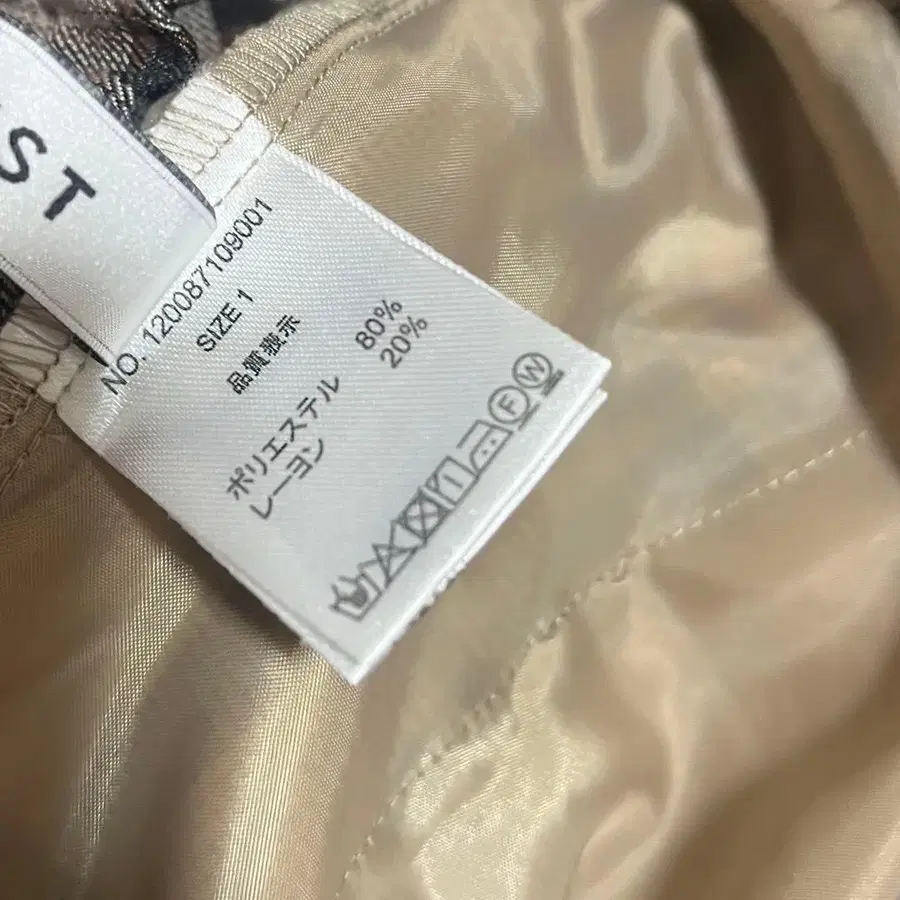 ST
NO. 120087109001
SIZE 1
品質表示
ポリエステル 80%
レーヨン 20%
F W